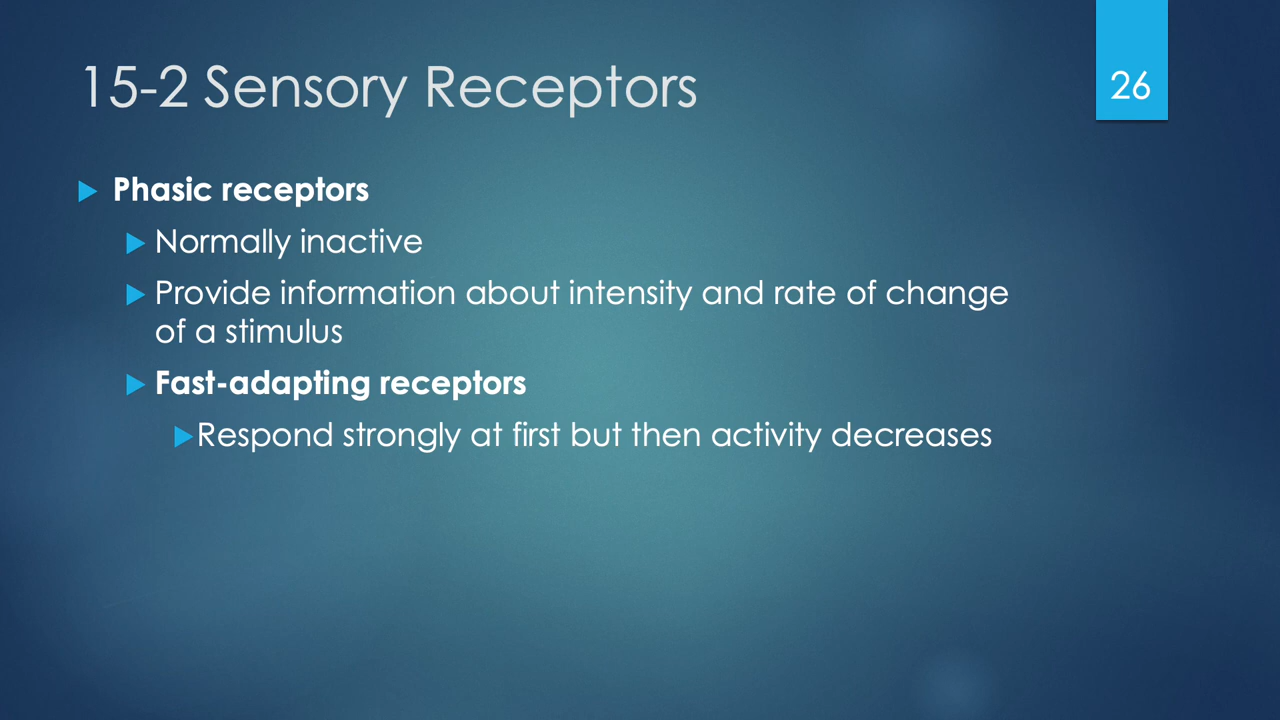 15-2 Sensory Receptors
26
Phasic receptors
Normally inactive
Provide information about intensity and rate of change
of a stimulus
Fast-adapting receptors
Respond strongly at first but then activity decreases